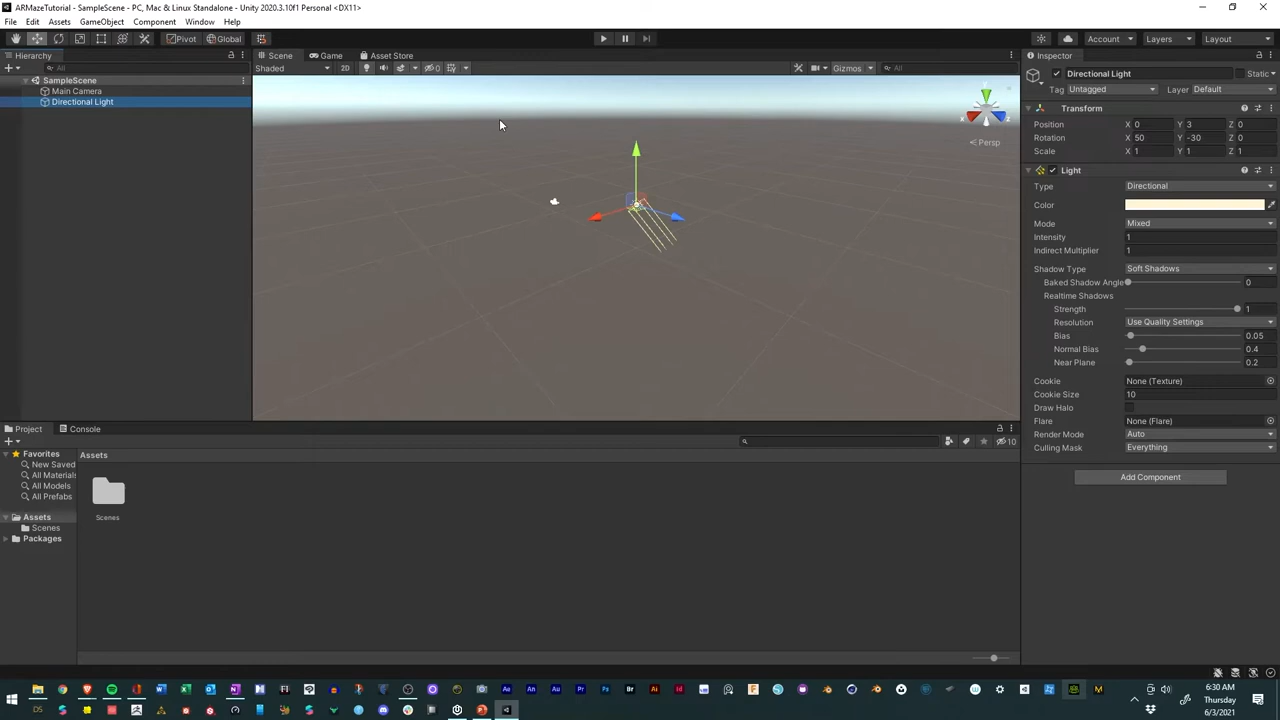 ARMazeTutorial - SampleScene - PC, Mac & Linux Standalone - Unity 2020.3.10f1 Personal <DX11>
File Edit Assets GameObject Component Window Help
Pivot Global Account Layers Layout
Hierarchy Scene Game Asset Store Inspector
All Shaded 2D 0 Gizmos All Directional Light Static
SampleScene
Main Camera Tag Untagged Layer Default
Directional Light
Transform
y
x z
Persp
Position X 0 Y 3 Z 0
Rotation X 50 Y -30 Z 0
Scale X 1 Y 1 Z 1
Light
Type Directional
Color
Mode Mixed
Intensity 1
Indirect Multiplier 1
Shadow Type Soft Shadows
Baked Shadow Angle 0
Realtime Shadows
Strength 1
Resolution Use Quality Settings
Bias 0.05
Normal Bias 0.4
Near Plane 0.2
Cookie None (Texture)
Cookie Size 10
Draw Halo
Flare None (Flare)
Render Mode Auto
Culling Mask Everything
Add Component
Project Console
10
Favorites Assets
New Saved
All Materials
All Models
All Prefabs
Assets Scenes
Scenes
Packages
6:30 AM
Thursday
6/3/2021